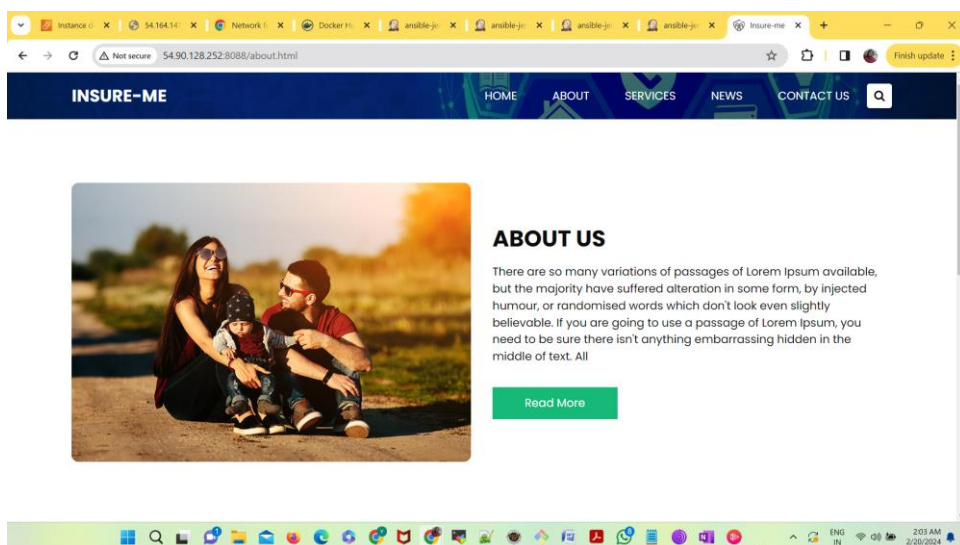 Instance d
54.164.14
Network f
Docker Hu
ansible-je
ansible-je
ansible-je
ansible-je
Insure-me
Not secure 54.90.128.252:8088/about.html
Finish update
INSURE-ME HOME ABOUT SERVICES NEWS CONTACT US
ABOUT US
There are so many variations of passages of Lorem Ipsum available,
but the majority have suffered alteration in some form, by injected
humour, or randomised words which don't look even slightly
believable. If you are going to use a passage of Lorem Ipsum, you
need to be sure there isn't anything embarrassing hidden in the
middle of text. All
Read More
ENG
IN
2:03 AM
2/20/2024